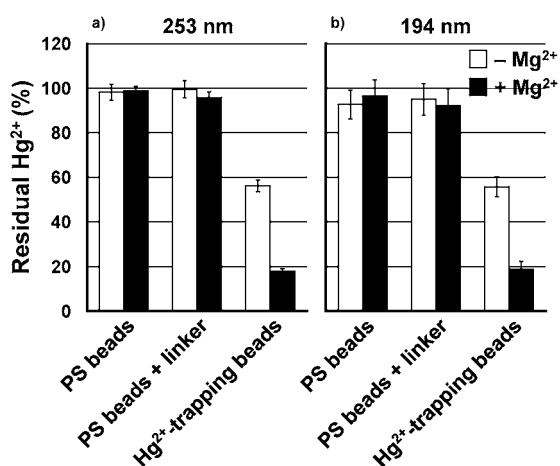 a) 253 nm
b) 194 nm
Residual Hg²⁺ (%)
120
100
80
60
40
20
0
– Mg²⁺
+ Mg²⁺
PS beads
PS beads + linker
Hg²⁺-trapping beads
PS beads
PS beads + linker
Hg²⁺-trapping beads